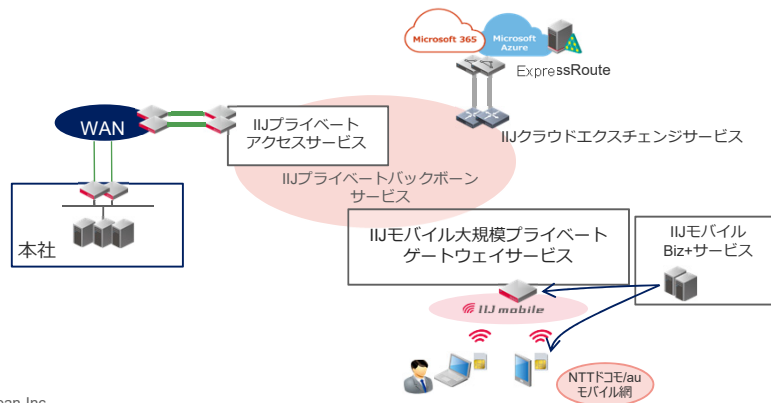 Microsoft 365
Microsoft
Azure
ExpressRoute
WAN
IIJプライベート
アクセスサービス
IIJクラウドエクスチェンジサービス
IIJプライベートバックボーン
サービス
本社
IIJモバイル大規模プライベート
ゲートウェイサービス
IIJモバイル
Biz+サービス
IIJ mobile
NTTドコモ/au
モバイル網